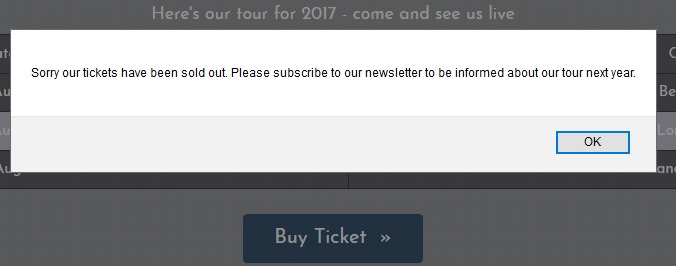 Here's our tour for 2017 - come and see us live
Sorry our tickets have been sold out. Please subscribe to our newsletter to be informed about our tour next year.
OK
Buy Ticket »